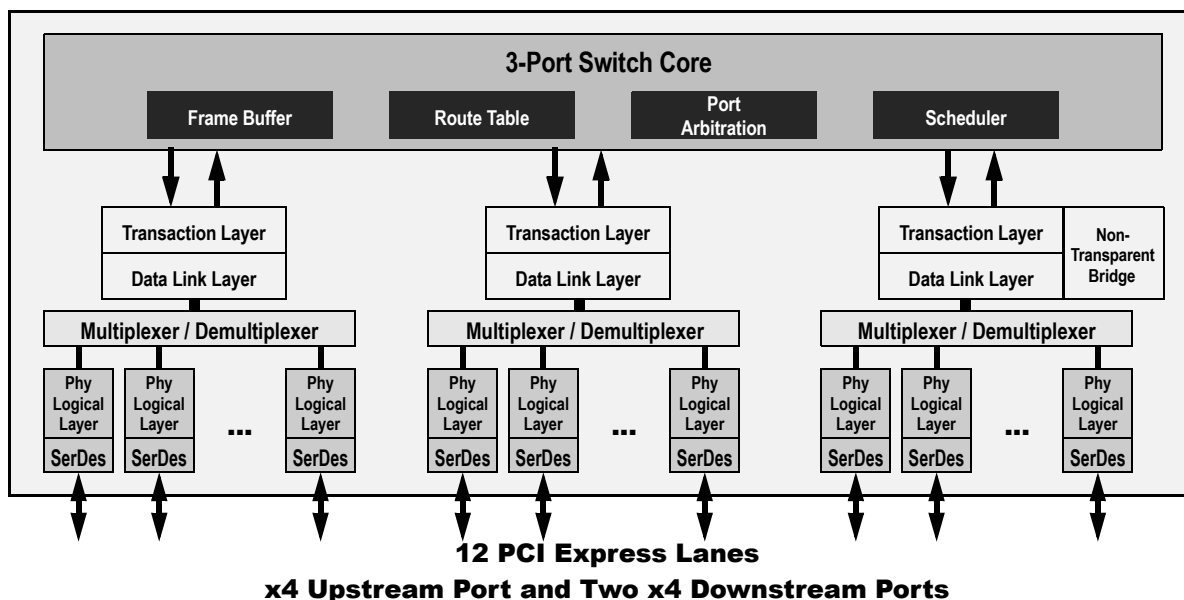 3-Port Switch Core
Frame Buffer
Route Table
Port
Arbitration
Scheduler
Transaction Layer
Data Link Layer
Transaction Layer
Data Link Layer
Transaction Layer
Data Link Layer
Non-
Transparent
Bridge
Multiplexer / Demultiplexer
Multiplexer / Demultiplexer
Multiplexer / Demultiplexer
Phy
Logical
Layer
SerDes
Phy
Logical
Layer
SerDes
...
Phy
Logical
Layer
SerDes
Phy
Logical
Layer
SerDes
Phy
Logical
Layer
SerDes
...
Phy
Logical
Layer
SerDes
Phy
Logical
Layer
SerDes
Phy
Logical
Layer
SerDes
...
Phy
Logical
Layer
SerDes
12 PCI Express Lanes
x4 Upstream Port and Two x4 Downstream Ports